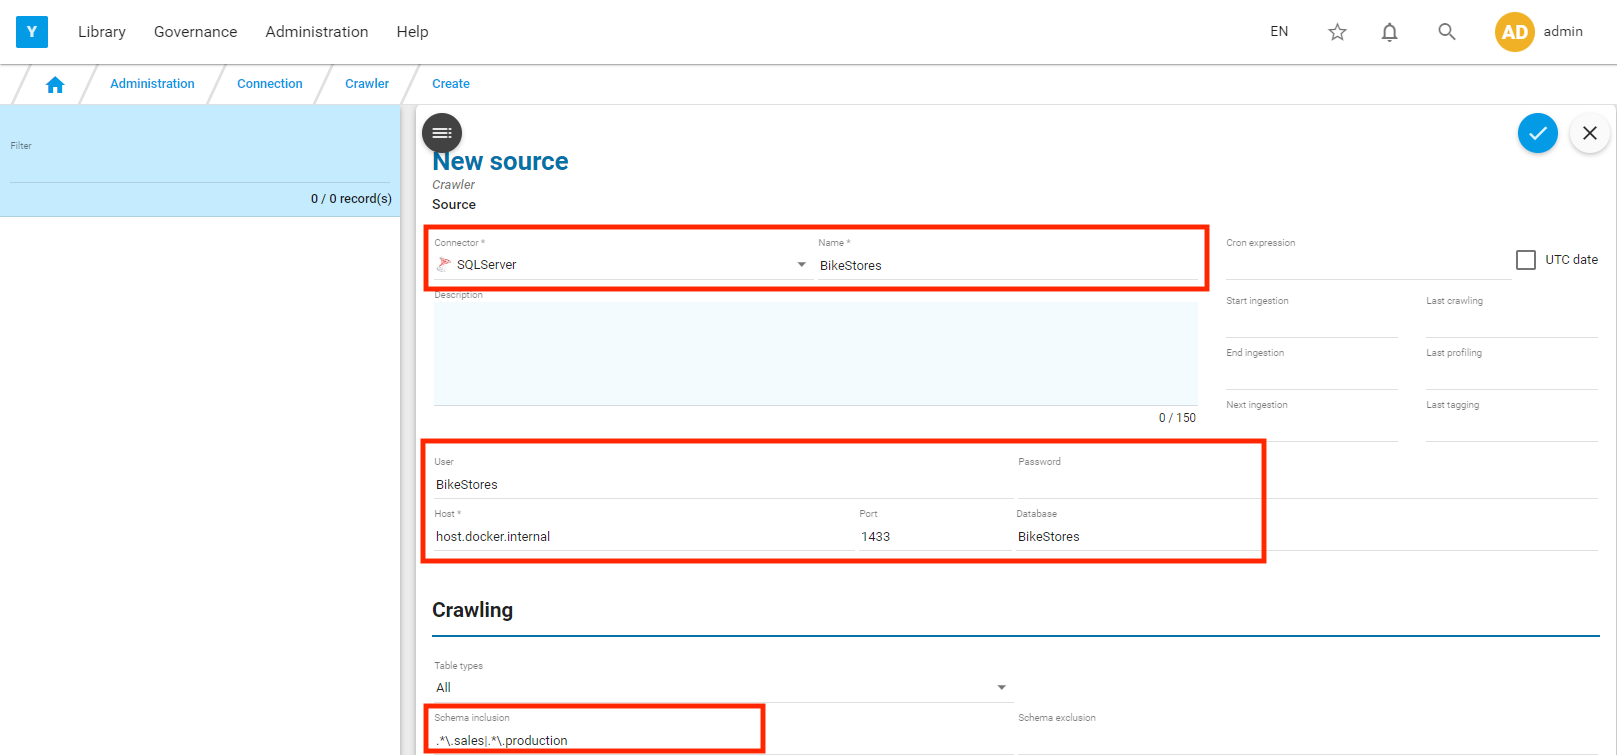 Y Library Governance Administration Help EN AD admin
Administration Connection Crawler Create
Filter
0 / 0 record(s)
New source
Crawler
Source
Connector * Name * Cron expression
SQLServer BikeStores UTC date
Description Start ingestion Last crawling
End ingestion Last profiling
Next ingestion Last tagging
0 / 150
User Password
BikeStores
Host * Port Database
host.docker.internal 1433 BikeStores
Crawling
Table types
All
Schema inclusion Schema exclusion
.*\.sales|.*\.production